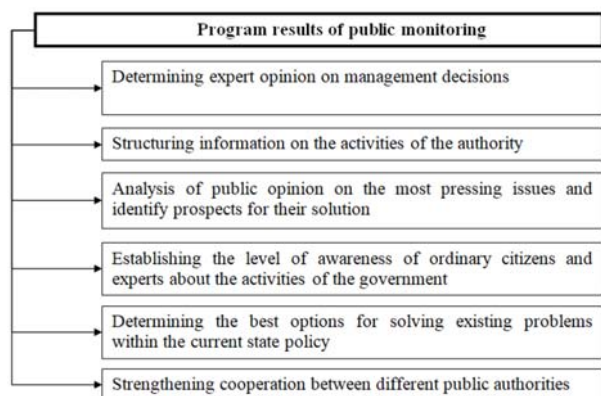 Program results of public monitoring
Determining expert opinion on management decisions
Structuring information on the activities of the authority
Analysis of public opinion on the most pressing issues and
identify prospects for their solution
Establishing the level of awareness of ordinary citizens and
experts about the activities of the government
Determining the best options for solving existing problems
within the current state policy
Strengthening cooperation between different public authorities